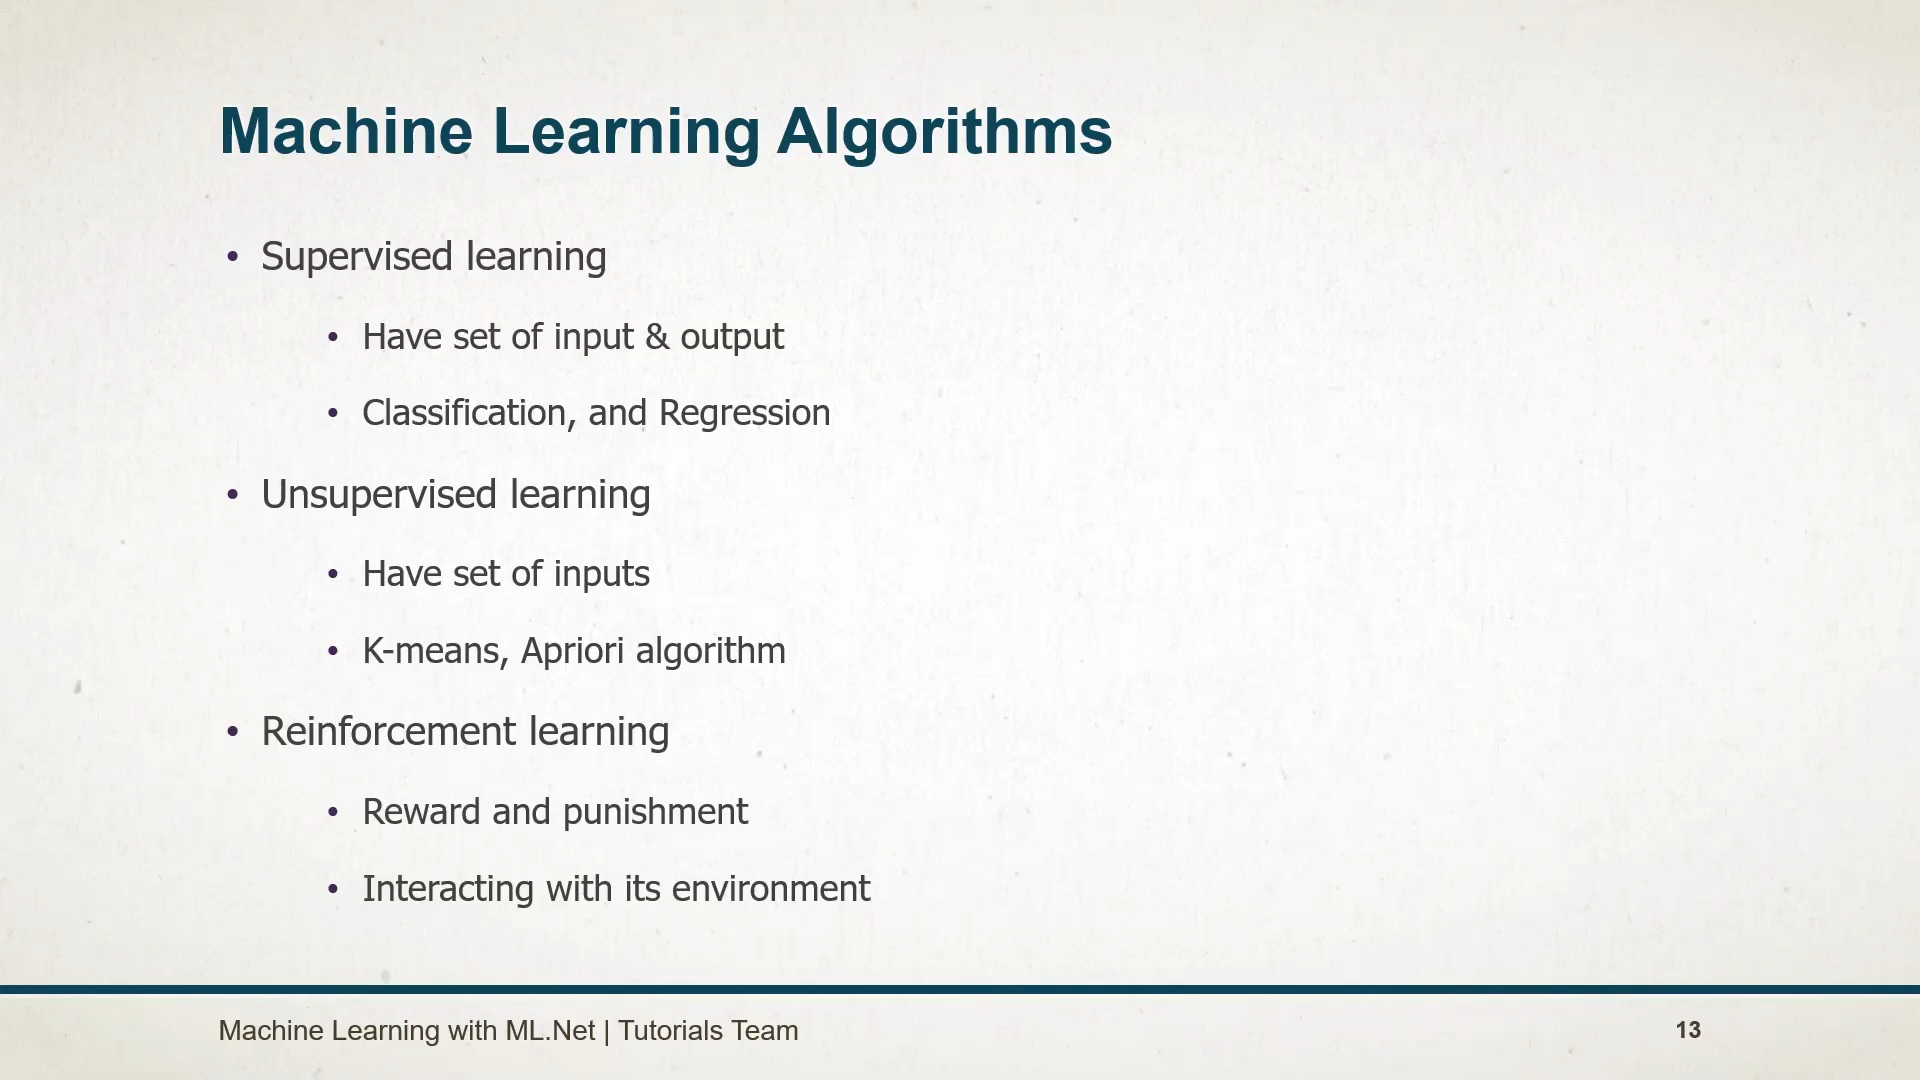 Machine Learning Algorithms
• Supervised learning
• Have set of input & output
• Classification, and Regression
• Unsupervised learning
• Have set of inputs
• K-means, Apriori algorithm
• Reinforcement learning
• Reward and punishment
• Interacting with its environment
Machine Learning with ML.Net | Tutorials Team
13